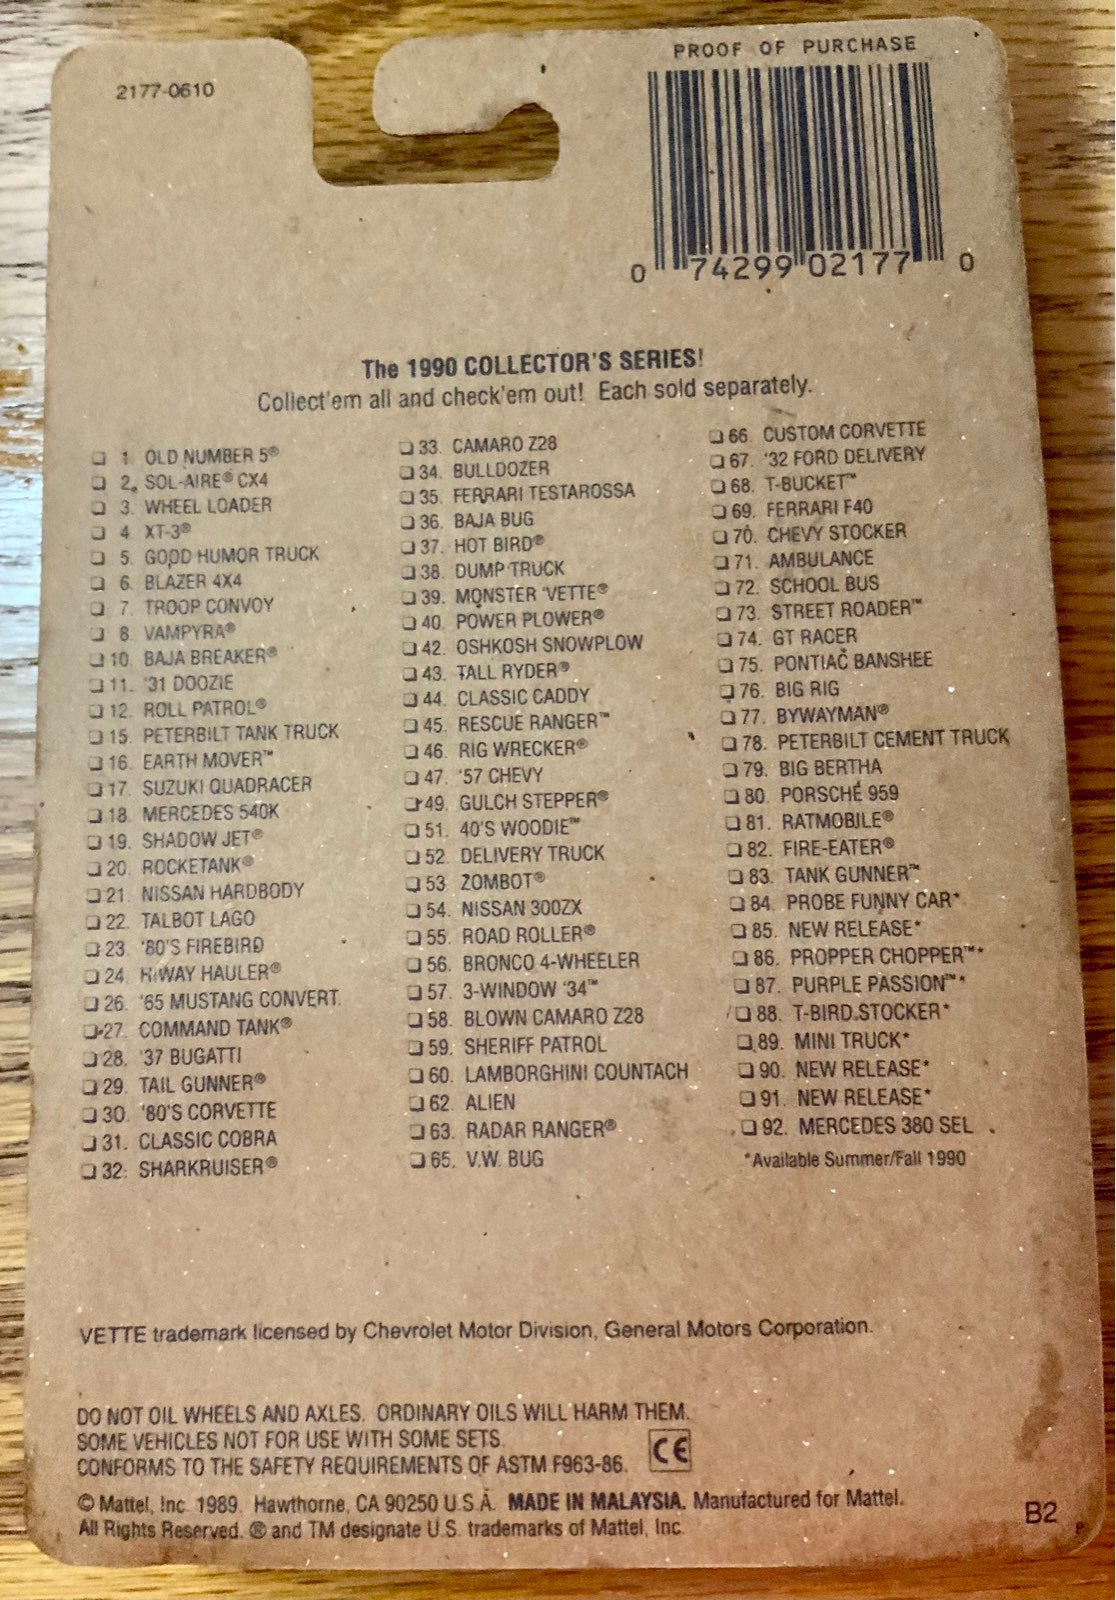 2177-0610
PROOF OF PURCHASE
0 74299 02177 0
The 1990 COLLECTOR'S SERIES!
Collect'em all and check'em out! Each sold separately.
1. OLD NUMBER 5®
2. SOL-AIRE® CX4
3. WHEEL LOADER
4 XT-3®
5. GOOD HUMOR TRUCK
6. BLAZER 4X4
7. TROOP CONVOY
8. VAMPYRA®
10. BAJA BREAKER®
11. '31 DOOZIE
12. ROLL PATROL®
15. PETERBILT TANK TRUCK
16. EARTH MOVER™
17. SUZUKI QUADRACER
18. MERCEDES 540K
19. SHADOW JET®
20. ROCKETANK®
21. NISSAN HARDBODY
22. TALBOT LAGO
23. '80'S FIREBIRD
24. HIWAY HAULER®
26. '65 MUSTANG CONVERT.
27. COMMAND TANK®
28. '37 BUGATTI
29. TAIL GUNNER®
30. '80'S CORVETTE
31. CLASSIC COBRA
32. SHARKRUISER®
33. CAMARO Z28
34. BULLDOZER
35. FERRARI TESTAROSSA
36. BAJA BUG
37. HOT BIRD®
38. DUMP TRUCK
39. MONSTER 'VETTE®
40. POWER PLOWER®
42. OSHKOSH SNOWPLOW
43. TALL RYDER®
44. CLASSIC CADDY
45. RESCUE RANGER™
46. RIG WRECKER®
47. '57 CHEVY
49. GULCH STEPPER®
51. 40'S WOODIE™
52. DELIVERY TRUCK
53. ZOMBOT®
54. NISSAN 300ZX
55. ROAD ROLLER®
56. BRONCO 4-WHEELER
57. 3-WINDOW '34™
58. BLOWN CAMARO Z28
59. SHERIFF PATROL
60. LAMBORGHINI COUNTACH
62. ALIEN
63. RADAR RANGER®
65. V.W. BUG
66. CUSTOM CORVETTE
67. '32 FORD DELIVERY
68. T-BUCKET™
69. FERRARI F40
70. CHEVY STOCKER
71. AMBULANCE
72. SCHOOL BUS
73. STREET ROADER™
74. GT RACER
75. PONTIAC BANSHEE
76. BIG RIG
77. BYWAYMAN®
78. PETERBILT CEMENT TRUCK
79. BIG BERTHA
80. PORSCHE 959
81. RATMOBILE®
82. FIRE-EATER®
83. TANK GUNNER™
84. PROBE FUNNY CAR*
85. NEW RELEASE*
86. PROPPER CHOPPER™*
87. PURPLE PASSION™*
88. T-BIRD STOCKER*
89. MINI TRUCK*
90. NEW RELEASE*
91. NEW RELEASE*
92. MERCEDES 380 SEL
*Available Summer/Fall 1990
VETTE trademark licensed by Chevrolet Motor Division, General Motors Corporation.
DO NOT OIL WHEELS AND AXLES. ORDINARY OILS WILL HARM THEM.
SOME VEHICLES NOT FOR USE WITH SOME SETS.
CONFORMS TO THE SAFETY REQUIREMENTS OF ASTM F963-86.
CE
© Mattel, Inc. 1989. Hawthorne, CA 90250 U.S.A. MADE IN MALAYSIA. Manufactured for Mattel.
All Rights Reserved. ® and TM designate U.S. trademarks of Mattel, Inc.
B2
P